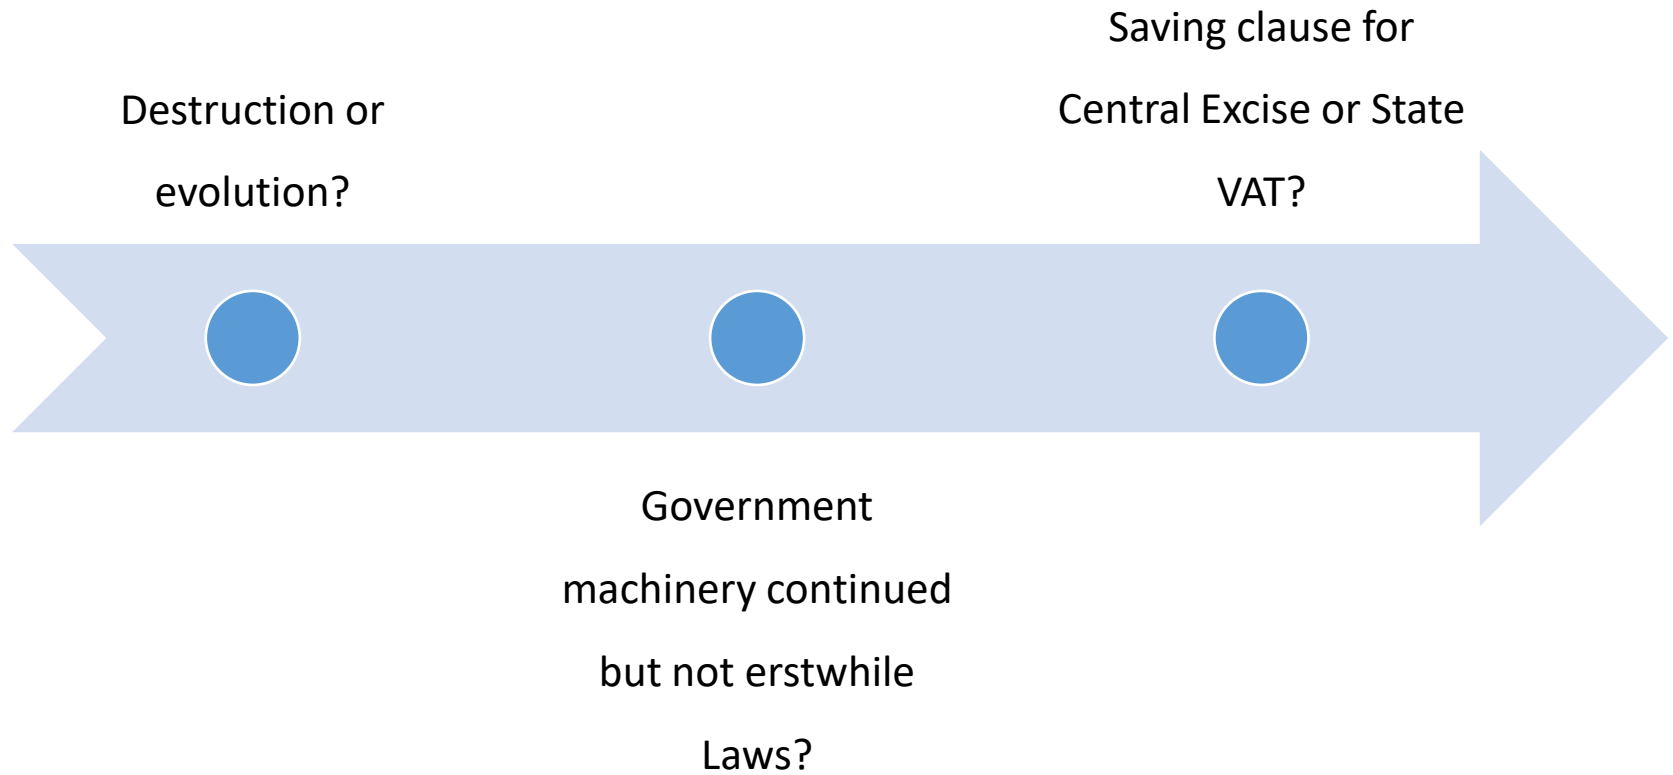 Destruction or
evolution?
Government
machinery continued
but not erstwhile
Laws?
Saving clause for
Central Excise or State
VAT?